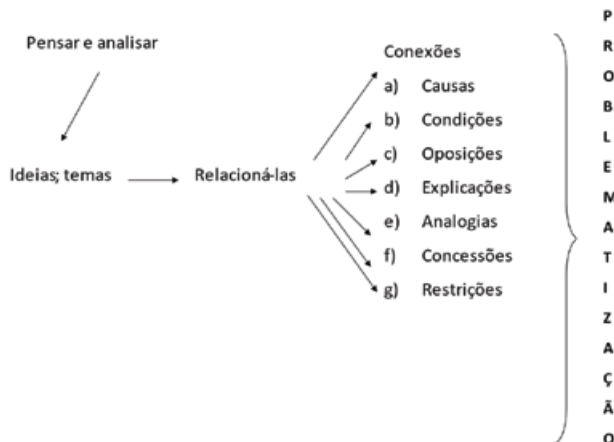 Pensar e analisar
Ideias; temas
Relacioná-las
Conexões
a) Causas
b) Condições
c) Oposições
d) Explicações
e) Analogias
f) Concessões
g) Restrições
P
R
O
B
L
E
M
A
T
I
Z
A
Ç
Ã
O